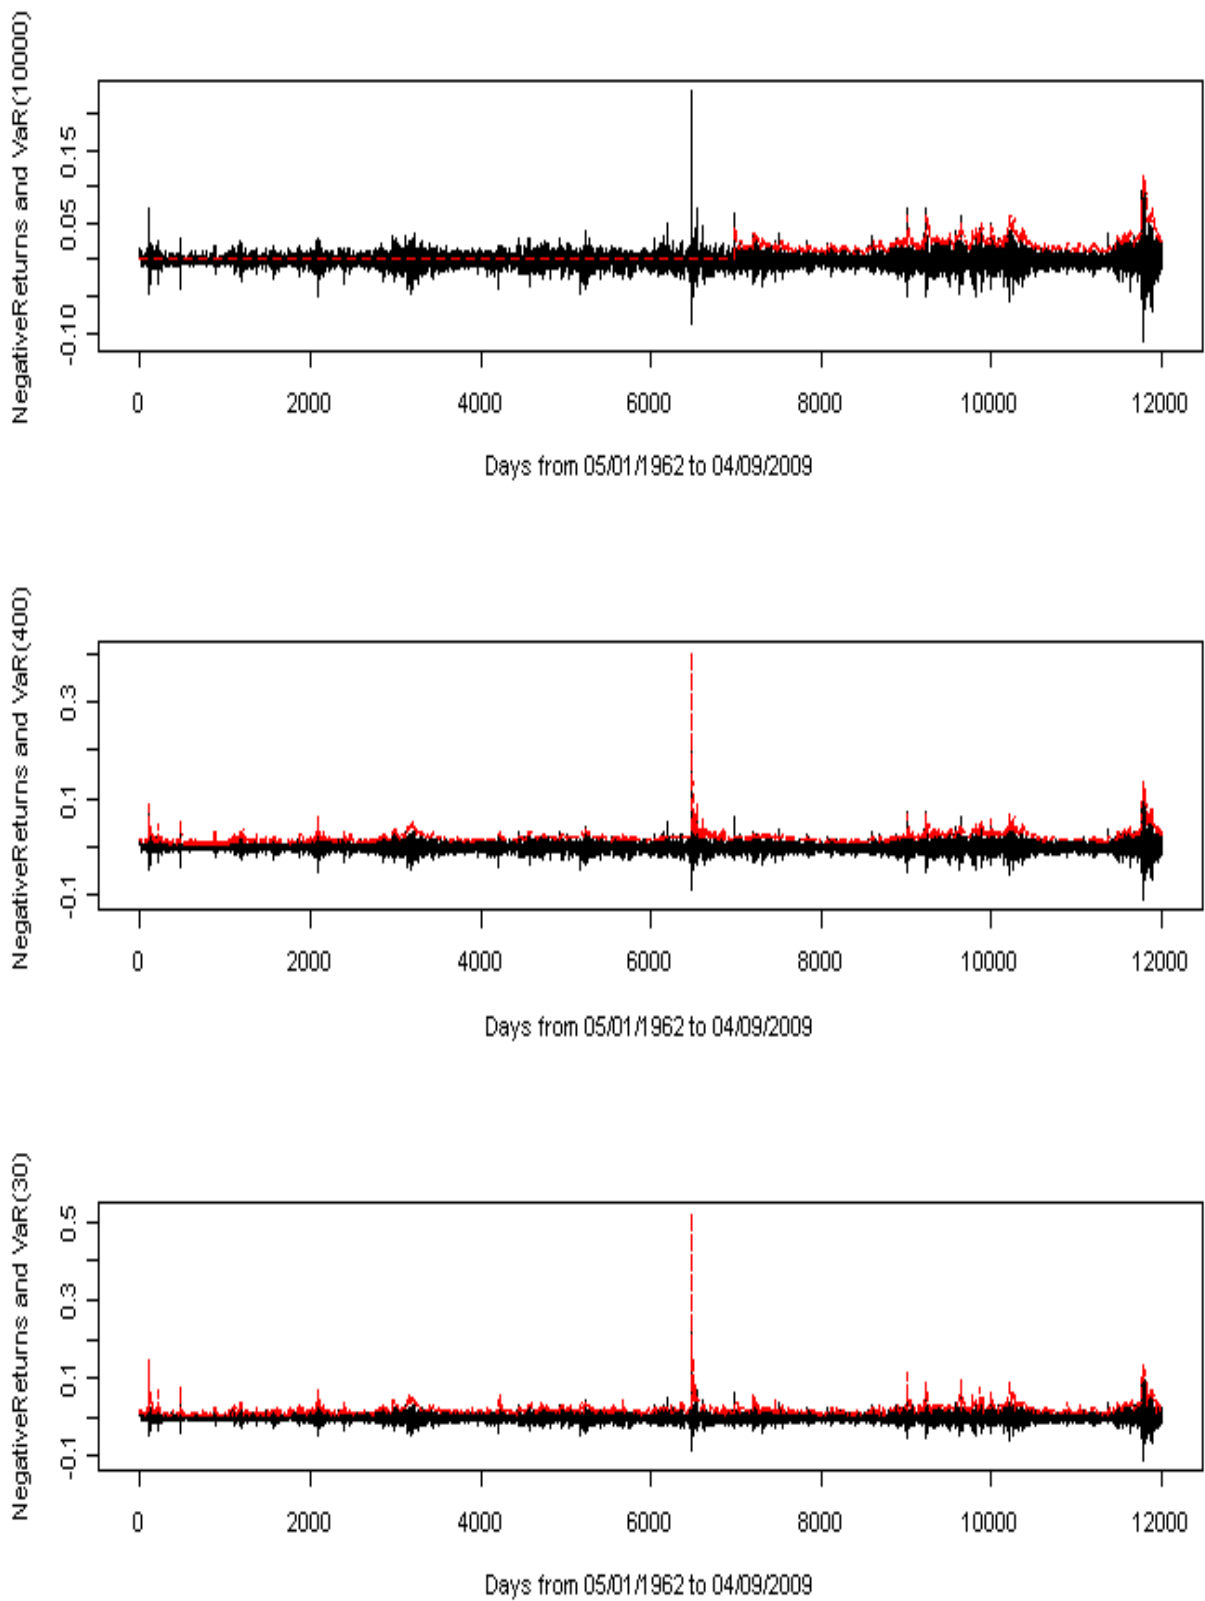 NegativeReturns and VaR(10000)
0.15
0.05
-0.10
0 2000 4000 6000 8000 10000 12000
Days from 05/01/1962 to 04/09/2009
NegativeReturns and VaR(400)
0.3
0.1
-0.1
0 2000 4000 6000 8000 10000 12000
Days from 05/01/1962 to 04/09/2009
NegativeReturns and VaR(30)
0.5
0.3
0.1
-0.1
0 2000 4000 6000 8000 10000 12000
Days from 05/01/1962 to 04/09/2009